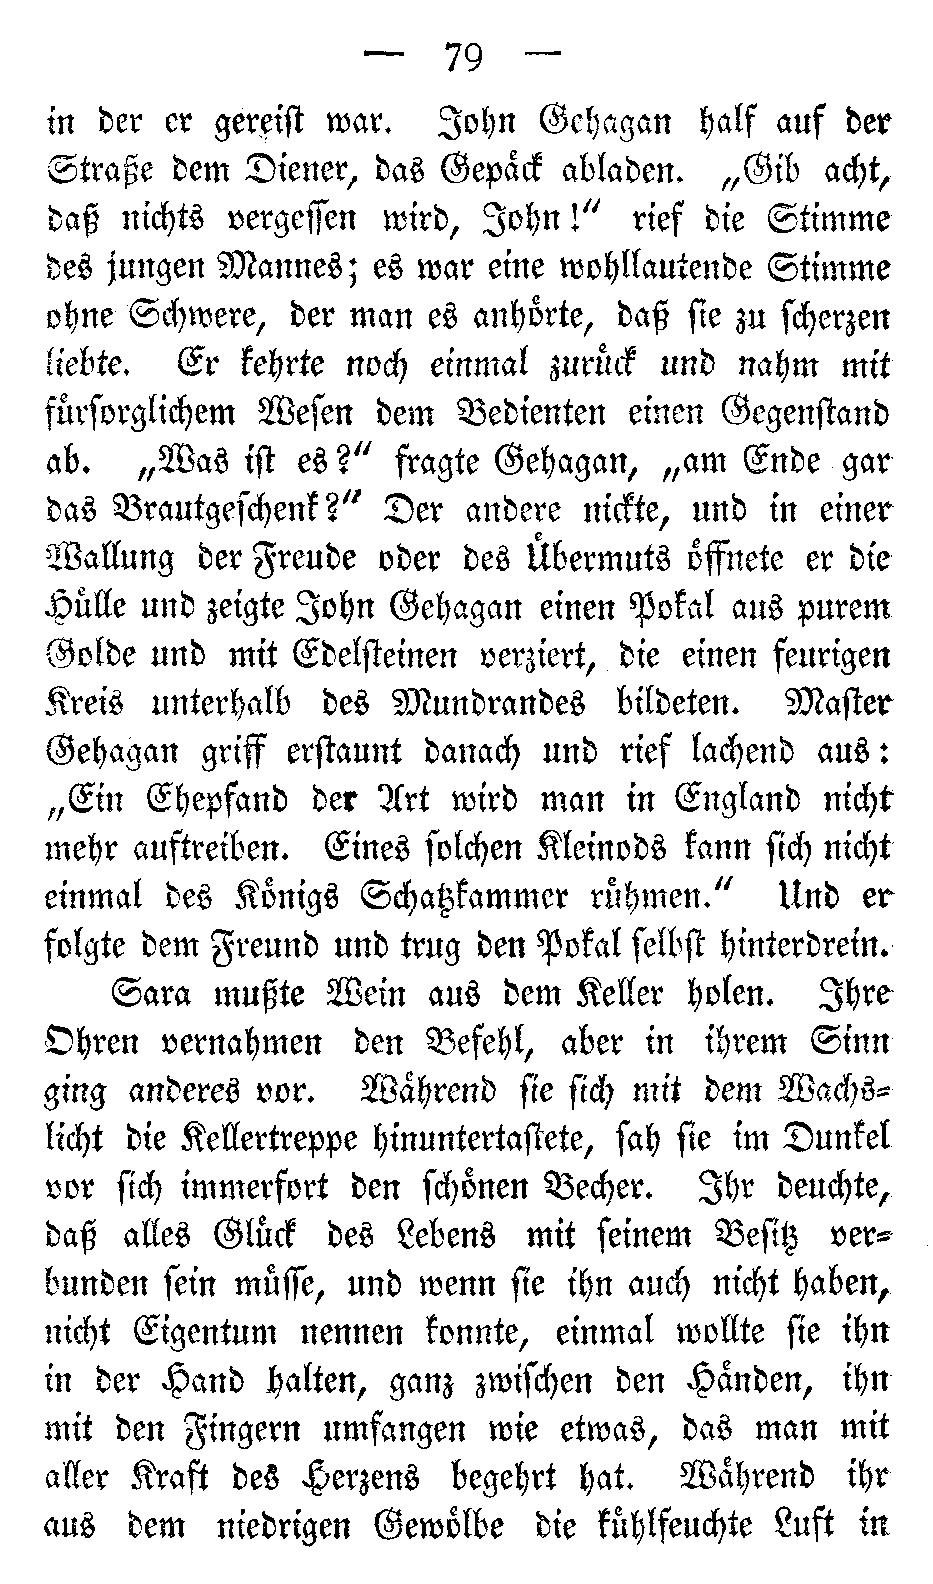 — 79 —
in der er gereist war. John Gehagan half auf der
Straße dem Diener, das Gepäck abladen. „Gib acht,
daß nichts vergessen wird, John!“ rief die Stimme
des jungen Mannes; es war eine wohllautende Stimme
ohne Schwere, der man es anhörte, daß sie zu scherzen
liebte. Er kehrte noch einmal zurück und nahm mit
fürsorglichem Wesen dem Bedienten einen Gegenstand
ab. „Was ist es?“ fragte Gehagan, „am Ende gar
das Brautgeschenk?“ Der andere nickte, und in einer
Wallung der Freude oder des Übermuts öffnete er die
Hülle und zeigte John Gehagan einen Pokal aus purem
Golde und mit Edelsteinen verziert, die einen feurigen
Kreis unterhalb des Mundrandes bildeten. Master
Gehagan griff erstaunt danach und rief lachend aus:
„Ein Ehepfand der Art wird man in England nicht
mehr auftreiben. Eines solchen Kleinods kann sich nicht
einmal des Königs Schatzkammer rühmen.“ Und er
folgte dem Freund und trug den Pokal selbst hinterdrein.
Sara mußte Wein aus dem Keller holen. Ihre
Ohren vernahmen den Befehl, aber in ihrem Sinn
ging anderes vor. Während sie sich mit dem Wachs-
licht die Kellertreppe hinuntertastete, sah sie im Dunkel
vor sich immerfort den schönen Becher. Ihr deuchte,
daß alles Glück des Lebens mit seinem Besitz ver-
bunden sein müsse, und wenn sie ihn auch nicht haben,
nicht Eigentum nennen konnte, einmal wollte sie ihn
in der Hand halten, ganz zwischen den Händen, ihn
mit den Fingern umfangen wie etwas, das man mit
aller Kraft des Herzens begehrt hat. Während ihr
aus dem niedrigen Gewölbe die kühlfeuchte Luft in